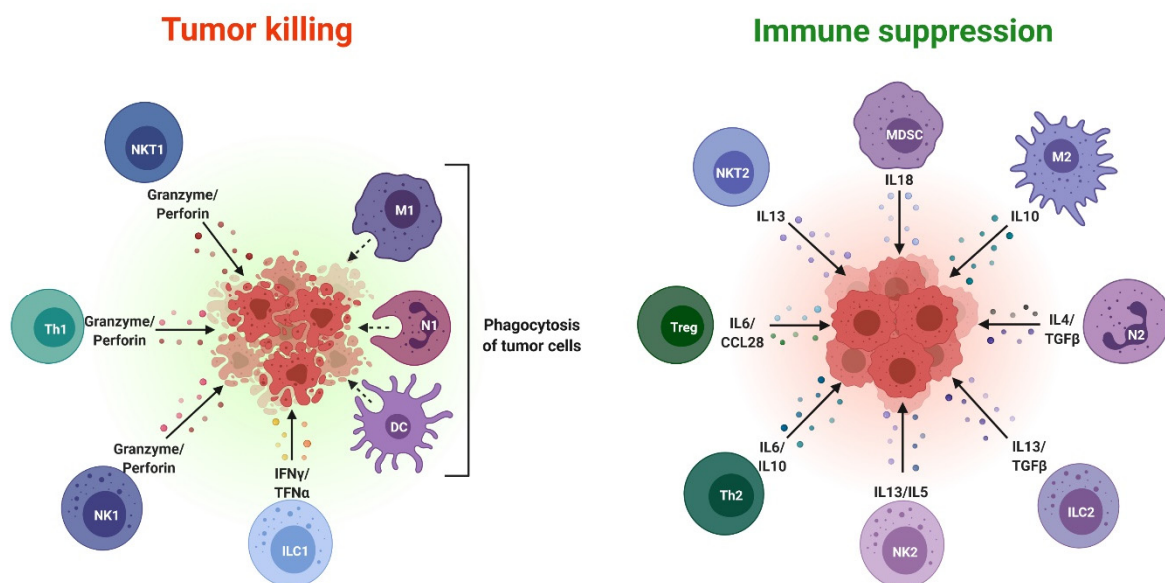 Tumor killing
NKT1
Granzyme/
Perforin
M1
Th1
Granzyme/
Perforin
N1
Phagocytosis
of tumor cells
DC
Granzyme/
Perforin
NK1
IFNγ/
TFNα
ILC1
Immune suppression
MDSC
IL18
NKT2
IL13
M2
IL10
Treg
IL6/
CCL28
IL4/
TGFβ
N2
IL6/
IL10
Th2
IL13/IL5
NK2
IL13/
TGFβ
ILC2